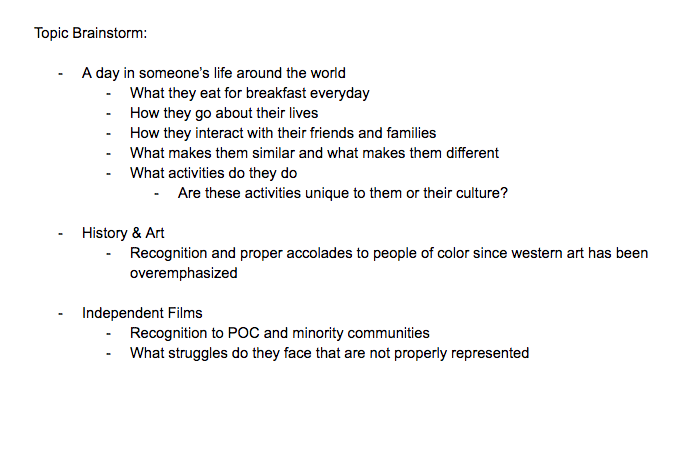 Topic Brainstorm:
- A day in someone's life around the world
- What they eat for breakfast everyday
- How they go about their lives
- How they interact with their friends and families
- What makes them similar and what makes them different
- What activities do they do
- Are these activities unique to them or their culture?
- History & Art
- Recognition and proper accolades to people of color since western art has been
overemphasized
- Independent Films
- Recognition to POC and minority communities
- What struggles do they face that are not properly represented